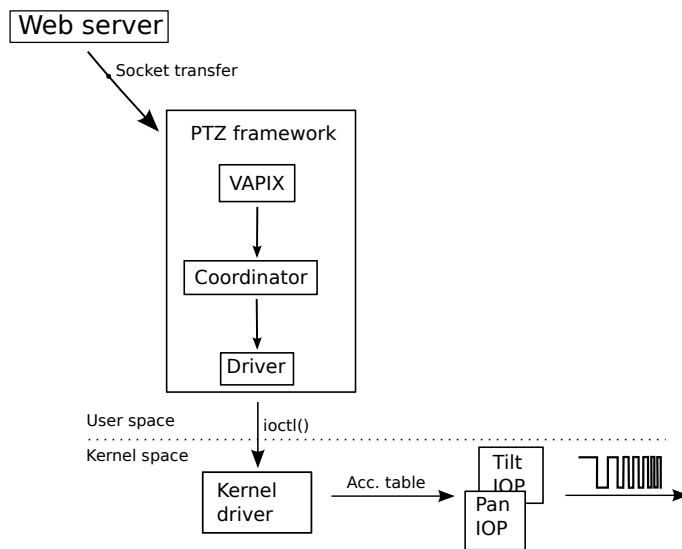 Web server
Socket transfer
PTZ framework
VAPIX
Coordinator
Driver
User space
ioctl()
Kernel space
Kernel
driver
Acc. table
Tilt
IOP
Pan
IOP